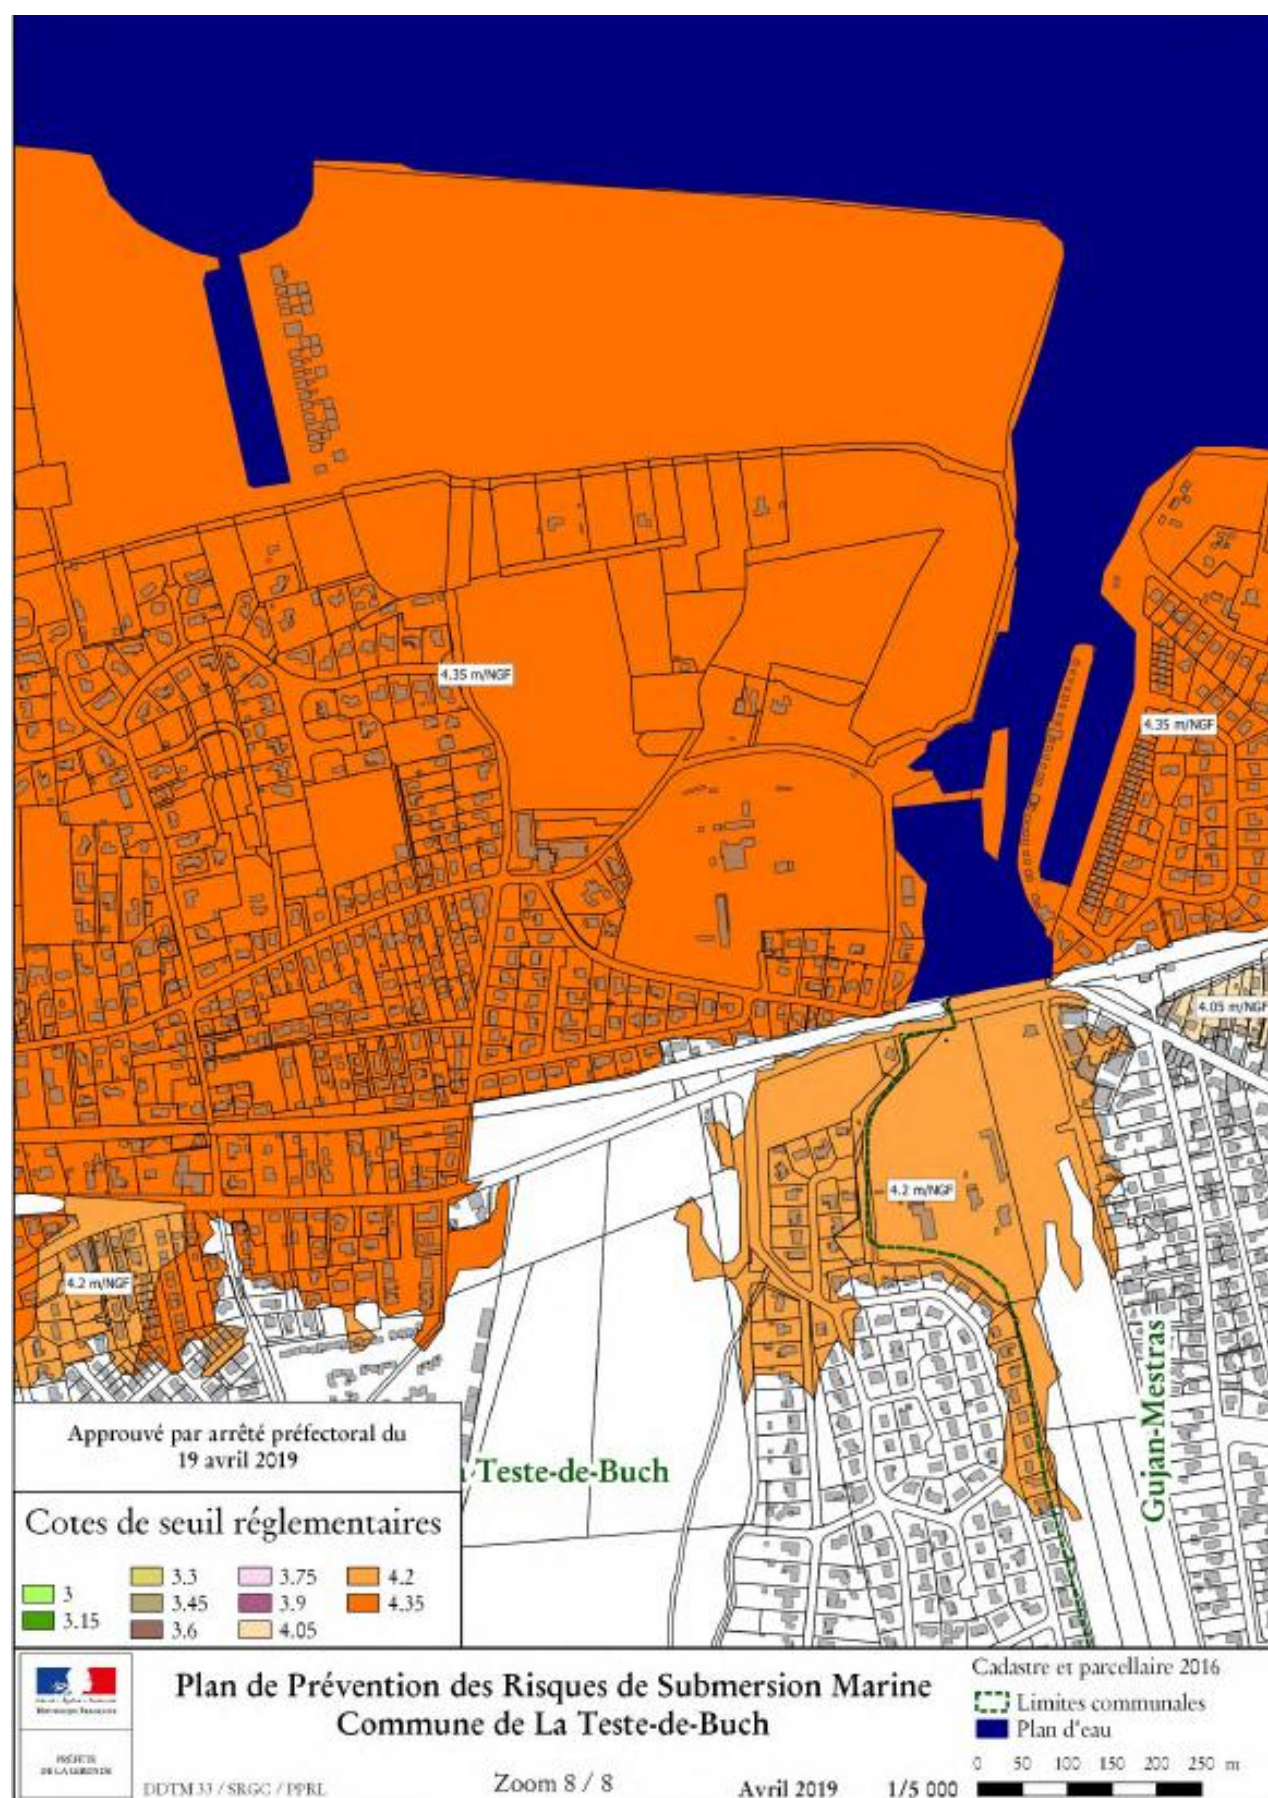 4.35 m/NGF
4.35 m/NGF
4.05 m/NGF
4.2 m/NGF
4.2 m/NGF
Gujan-Mestras
Teste-de-Buch
Approuvé par arrêté préfectoral du
19 avril 2019
Cotes de seuil réglementaires
3
3.15
3.3
3.45
3.6
3.75
3.9
4.05
4.2
4.35
PRÉFETE
DE LA GIRONDE
Plan de Prévention des Risques de Submersion Marine
Commune de La Teste-de-Buch
DDTM 33 / SRGC / PPRL
Zoom 8 / 8
Avril 2019
1/5 000
Cadastre et parcellaire 2016
Limites communales
Plan d'eau
0 50 100 150 200 250 m